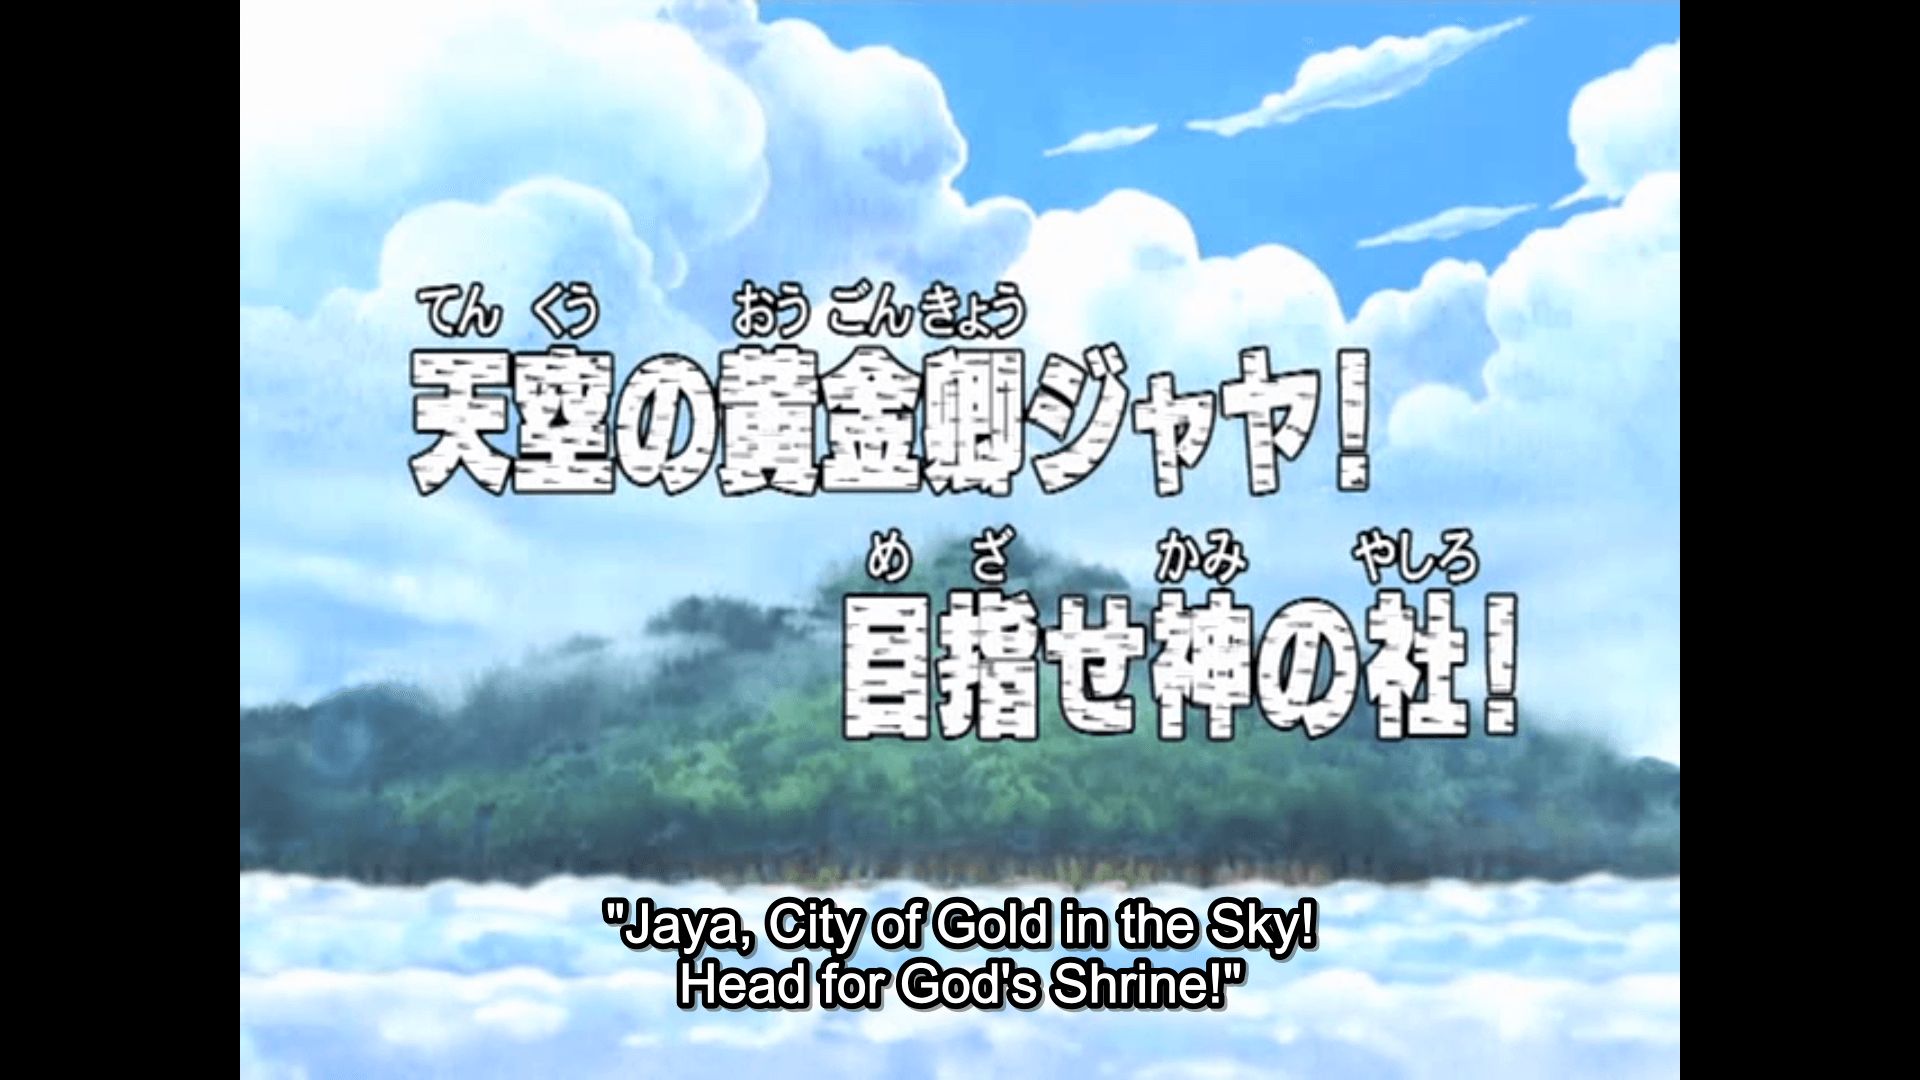 てんくう おうごんきょう
天空の黄金卿ジャヤ!
めざ かみ やしろ
目指せ神の社!
"Jaya, City of Gold in the Sky!
Head for God's Shrine!"